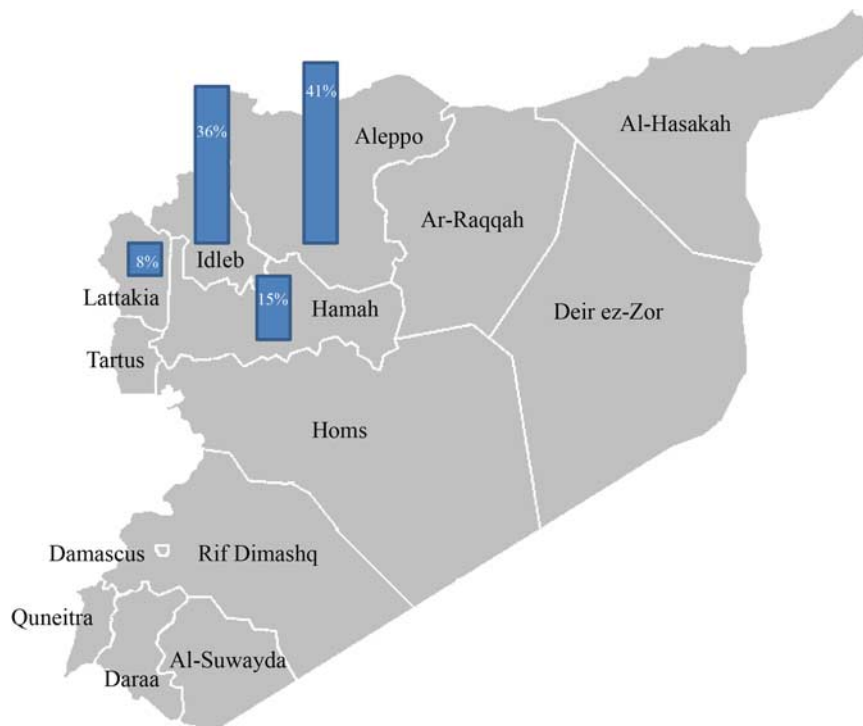 41%
36%
Aleppo
Al-Hasakah
Ar-Raqqah
Idleb
8%
Lattakia
15%
Hamah
Deir ez-Zor
Tartus
Homs
Damascus
Rif Dimashq
Quneitra
Al-Suwayda
Daraa